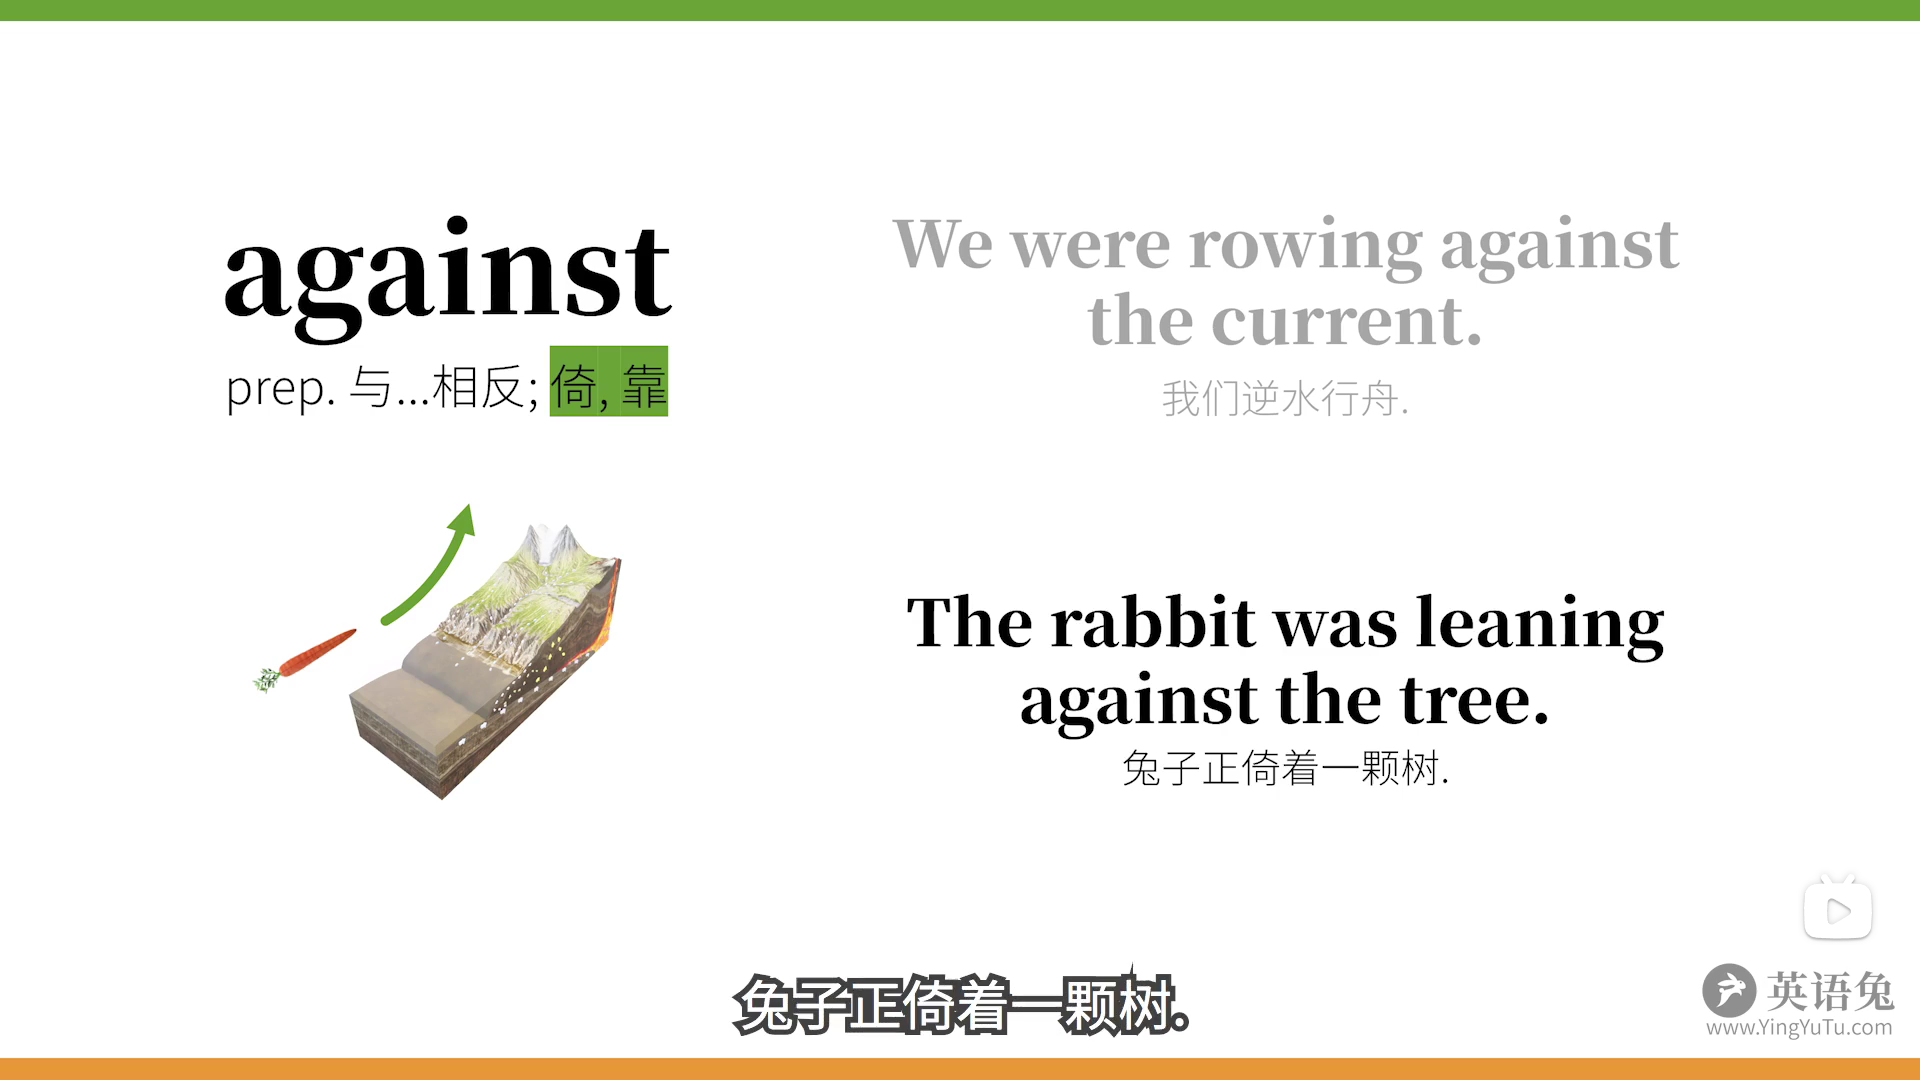 against
prep. 与...相反; 倚, 靠
We were rowing against
the current.
我们逆水行舟.
The rabbit was leaning
against the tree.
兔子正倚着一颗树.
兔子正倚着一颗树.
英语兔
www.YingYuTu.com